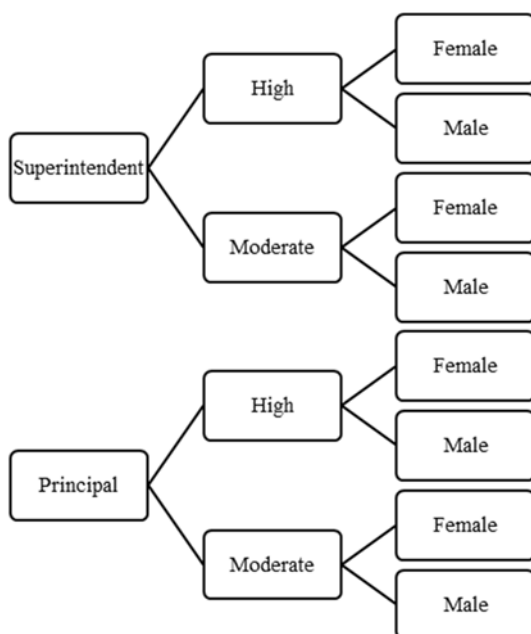 Female
High
Male
Superintendent
Female
Moderate
Male
Female
High
Male
Principal
Female
Moderate
Male